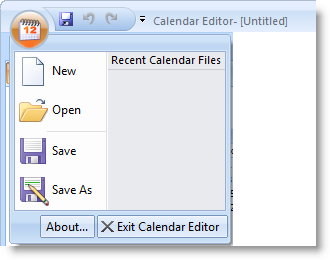 12
Calendar Editor- [Untitled]
New
Recent Calendar Files
Open
Save
Save As
About...
Exit Calendar Editor